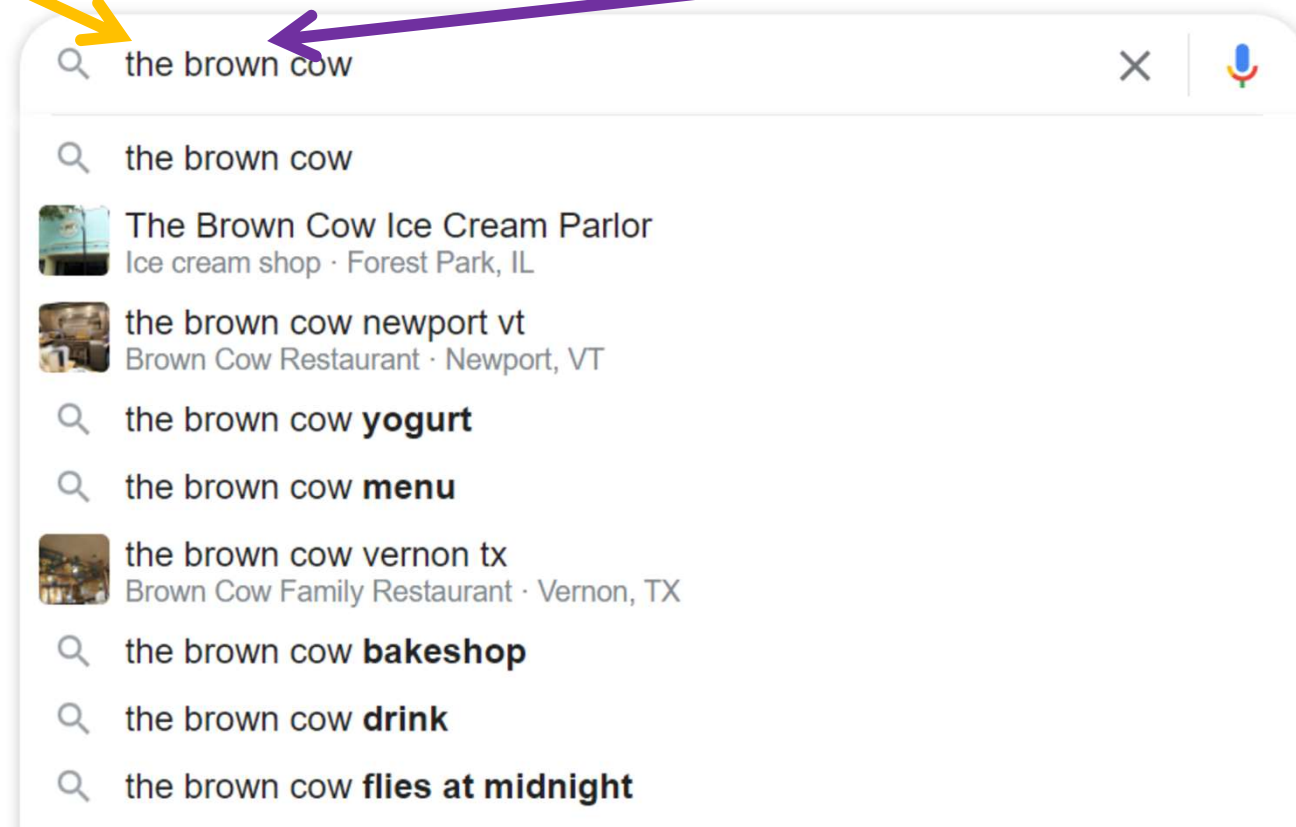 the brown cow
the brown cow
The Brown Cow Ice Cream Parlor
Ice cream shop · Forest Park, IL
the brown cow newport vt
Brown Cow Restaurant · Newport, VT
the brown cow yogurt
the brown cow menu
the brown cow vernon tx
Brown Cow Family Restaurant · Vernon, TX
the brown cow bakeshop
the brown cow drink
the brown cow flies at midnight